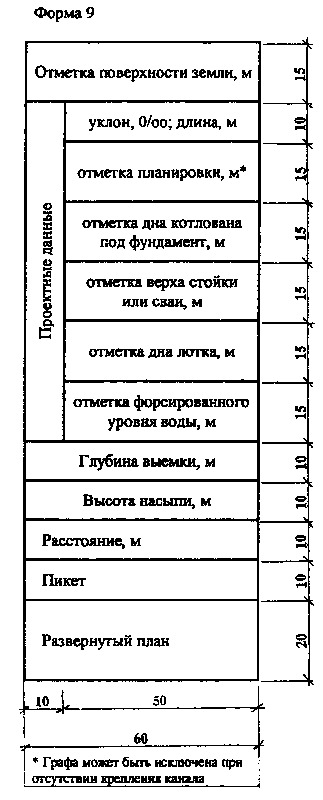 Форма 9
Отметка поверхности земли, м
15
Проектные данные
уклон, 0/оо; длина, м
10
отметка планировки, м*
15
отметка дна котлована
под фундамент, м
15
отметка верха стойки
или сваи, м
15
отметка дна лотка, м
15
отметка форсированного
уровня воды, м
15
Глубина выемки, м
10
Высота насыпи, м
10
Расстояние, м
10
Пикет
10
Развернутый план
20
10
50
60
* Графа может быть исключена при
отсутствии крепления канала